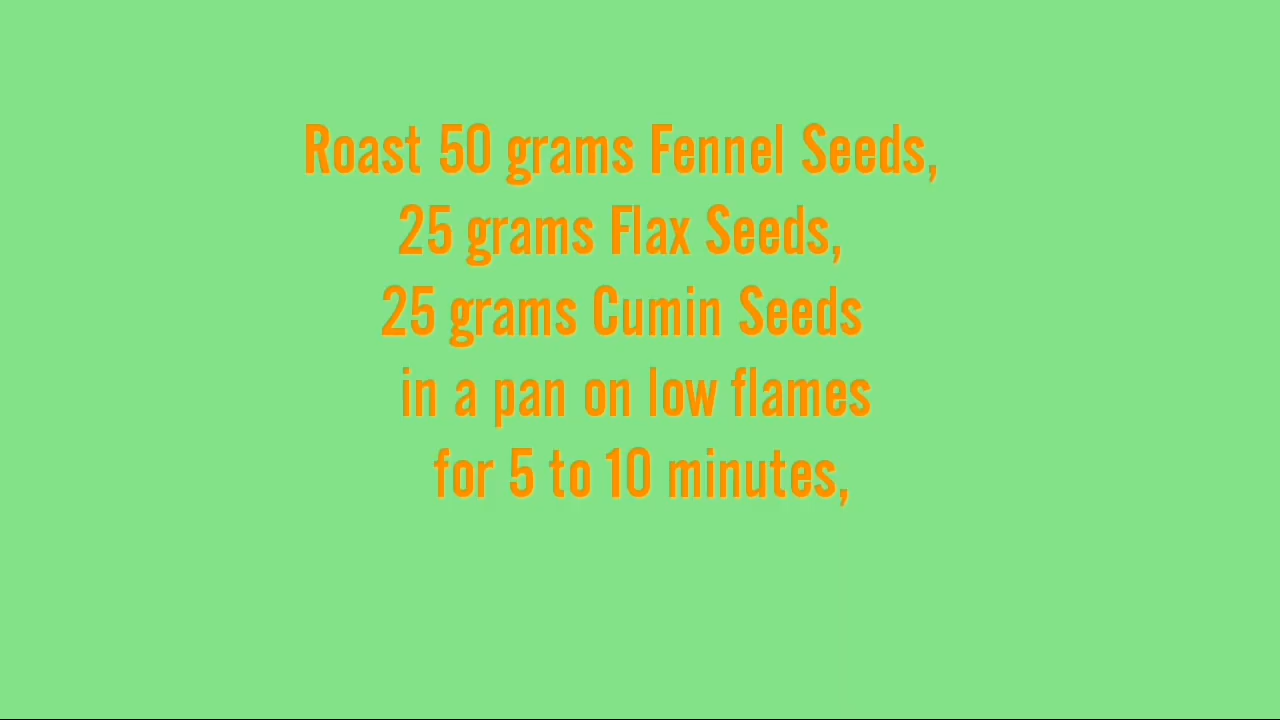 Roast 50 grams Fennel Seeds,
25 grams Flax Seeds,
25 grams Cumin Seeds
in a pan on low flames
for 5 to 10 minutes,